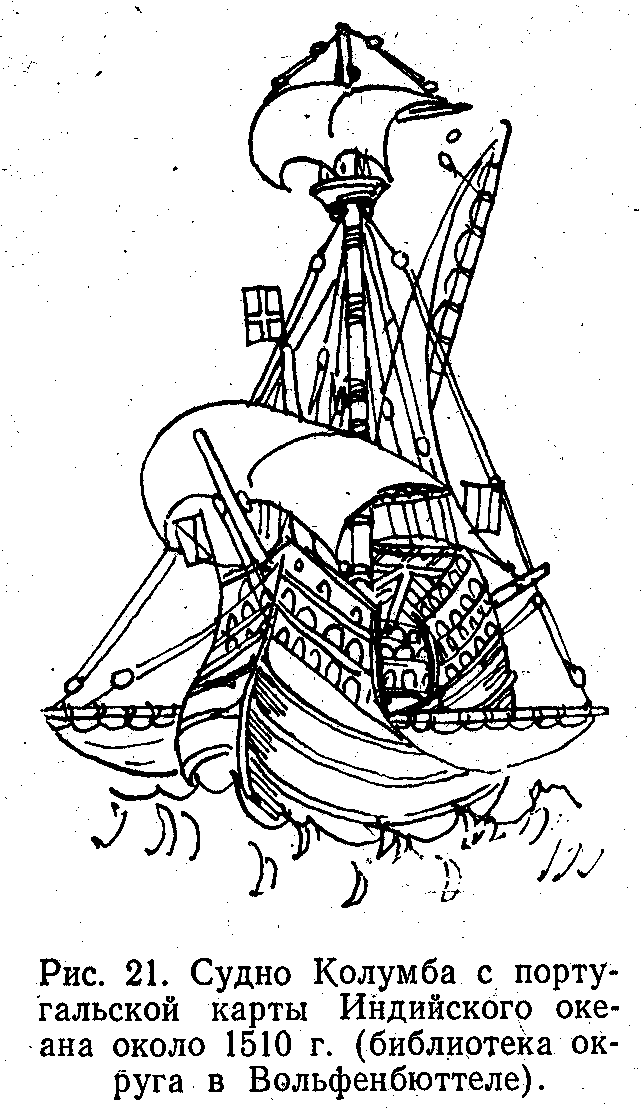 Рис. 21. Судно Колумба с порту-
гальской карты Индийского оке-
ана около 1510 г. (библиотека ок-
руга в Вольфенбюттеле).